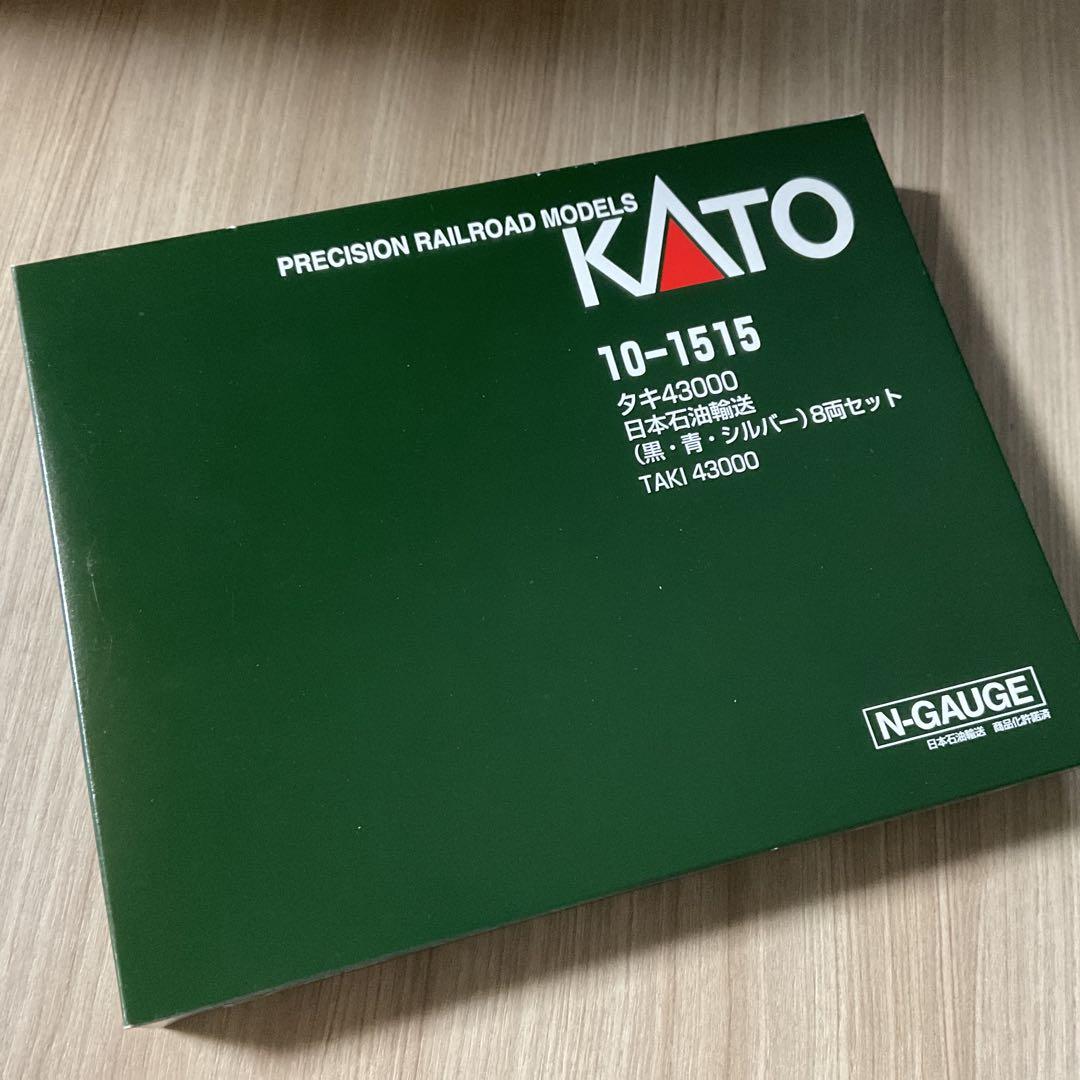 PRECISION RAILROAD MODELS
KATO
10-1515
タキ43000
日本石油輸送
(黒・青・シルバー)8両セット
TAKI 43000
N-GAUGE
日本石油輸送 商品化許諾済